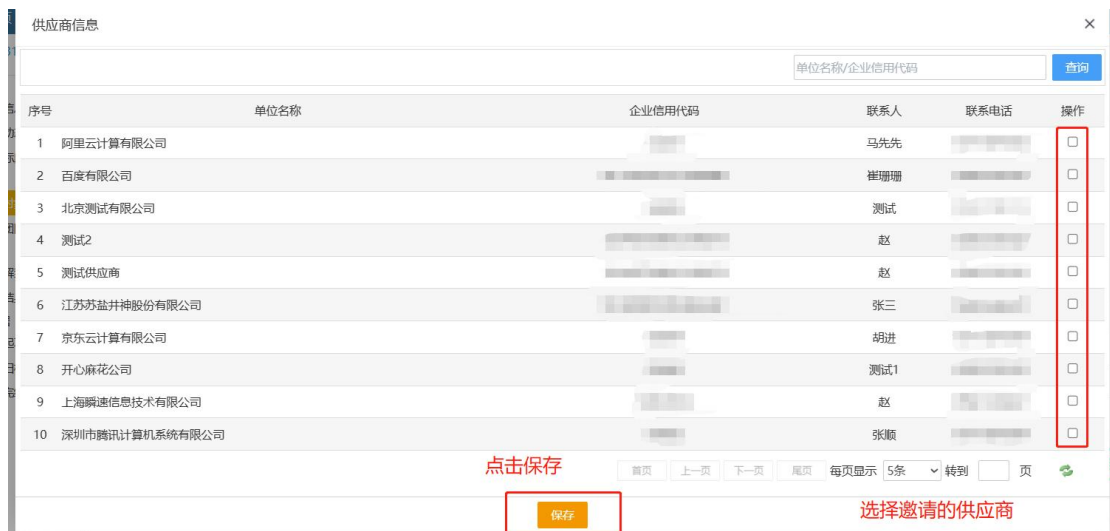 供应商信息 ×
单位名称/企业信用代码 查询
序号 单位名称 企业信用代码 联系人 联系电话 操作
1 阿里云计算有限公司 马先先
2 百度有限公司 崔珊珊
3 北京测试有限公司 测试
4 测试2 赵
5 测试供应商 赵
6 江苏苏盐井神股份有限公司 张三
7 京东云计算有限公司 胡进
8 开心麻花公司 测试1
9 上海瞬速信息技术有限公司 赵
10 深圳市腾讯计算机系统有限公司 张顺
点击保存 首页 上一页 下一页 尾页 每页显示 5条 转到 页
保存 选择邀请的供应商